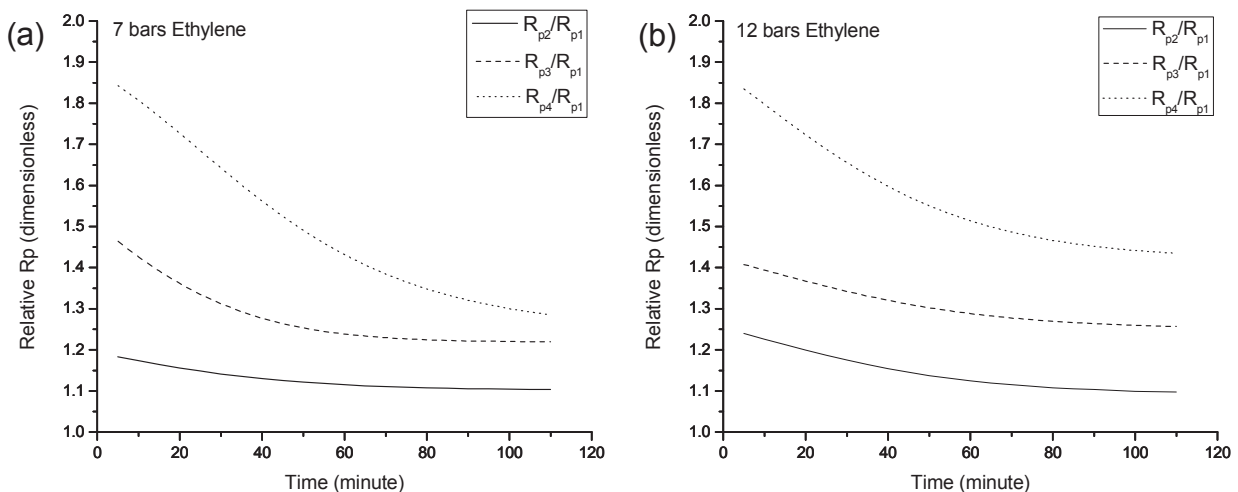 (a)
7 bars Ethylene
Rp2/Rp1
Rp3/Rp1
Rp4/Rp1
2.0
1.9
1.8
1.7
1.6
1.5
1.4
1.3
1.2
1.1
1.0
Relative Rp (dimensionless)
0 20 40 60 80 100 120
Time (minute)
(b)
12 bars Ethylene
Rp2/Rp1
Rp3/Rp1
Rp4/Rp1
2.0
1.9
1.8
1.7
1.6
1.5
1.4
1.3
1.2
1.1
1.0
Relative Rp (dimensionless)
0 20 40 60 80 100 120
Time (minute)